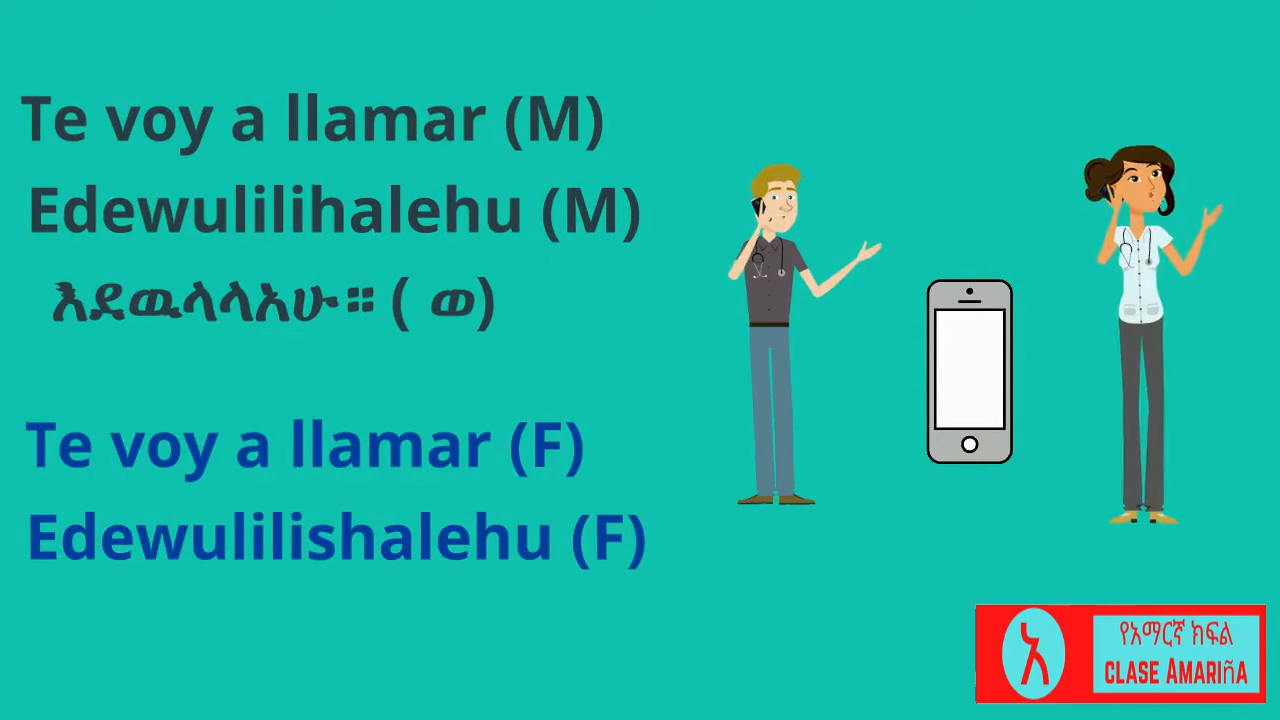 Te voy a llamar (M)
Edewulilihalehu (M)
እደዉላላአሁ። ( ወ)
Te voy a llamar (F)
Edewulilishalehu (F)
አ
የአማርኛ ክፍል
CLASE AMARIñA